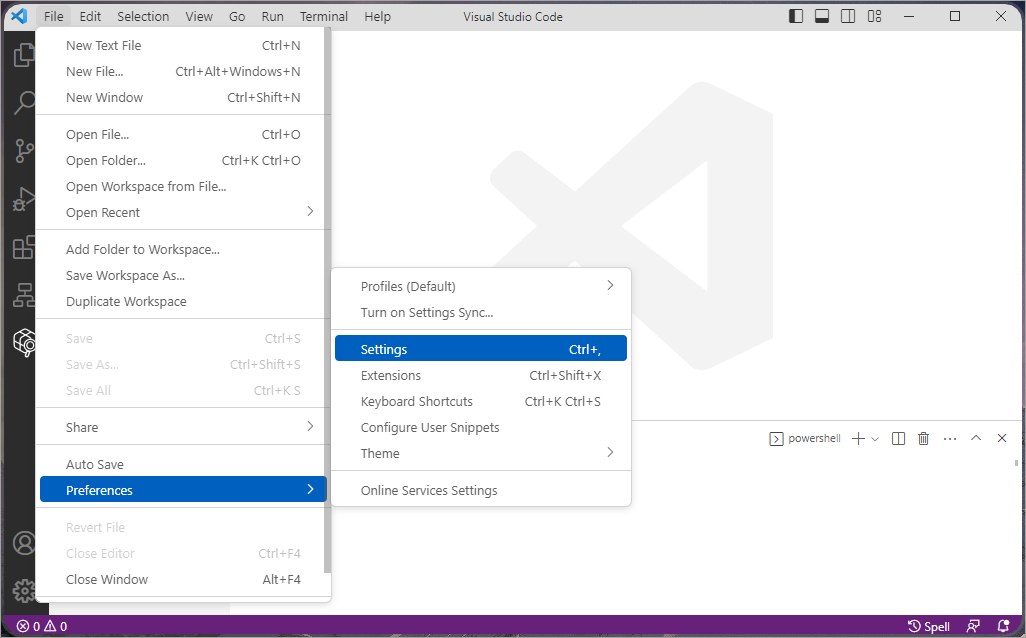 File Edit Selection View Go Run Terminal Help Visual Studio Code
New Text File Ctrl+N
New File... Ctrl+Alt+Windows+N
New Window Ctrl+Shift+N
Open File... Ctrl+O
Open Folder... Ctrl+K Ctrl+O
Open Workspace from File...
Open Recent
Add Folder to Workspace...
Save Workspace As...
Duplicate Workspace
Save Ctrl+S
Save As... Ctrl+Shift+S
Save All Ctrl+K S
Share
Auto Save
Preferences
Revert File
Close Editor Ctrl+F4
Close Window Alt+F4
Profiles (Default)
Turn on Settings Sync...
Settings Ctrl+,
Extensions Ctrl+Shift+X
Keyboard Shortcuts Ctrl+K Ctrl+S
Configure User Snippets
Theme
Online Services Settings
powershell
0 0 Spell